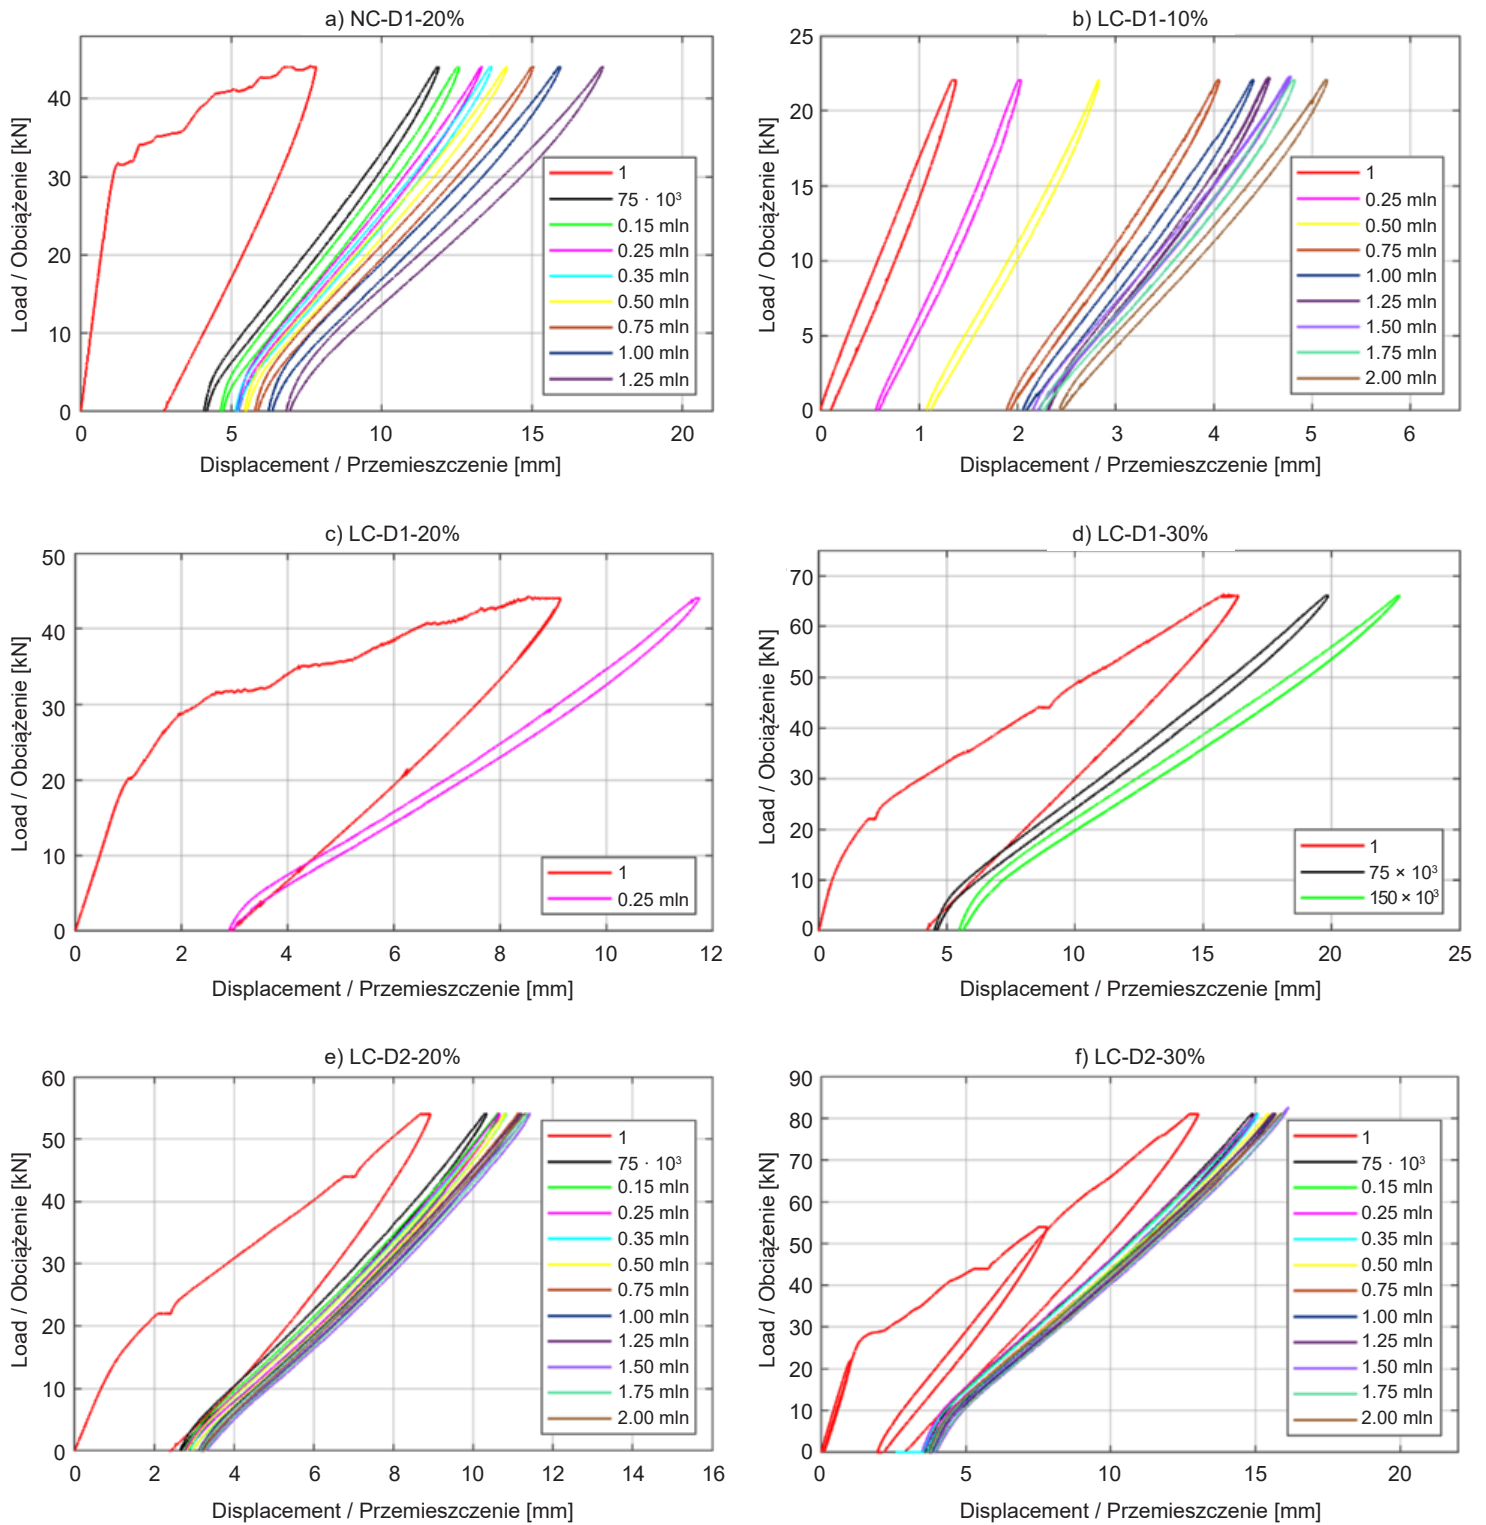 a) NC-D1-20%
Load / Obciążenie [kN]
40
30
20
10
0
0 5 10 15 20
Displacement / Przemieszczenie [mm]
1
75 · 10³
0.15 mln
0.25 mln
0.35 mln
0.50 mln
0.75 mln
1.00 mln
1.25 mln
b) LC-D1-10%
Load / Obciążenie [kN]
25
20
15
10
5
0
0 1 2 3 4 5 6
Displacement / Przemieszczenie [mm]
1
0.25 mln
0.50 mln
0.75 mln
1.00 mln
1.25 mln
1.50 mln
1.75 mln
2.00 mln
c) LC-D1-20%
Load / Obciążenie [kN]
50
40
30
20
10
0
0 2 4 6 8 10 12
Displacement / Przemieszczenie [mm]
1
0.25 mln
d) LC-D1-30%
Load / Obciążenie [kN]
70
60
50
40
30
20
10
0
0 5 10 15 20 25
Displacement / Przemieszczenie [mm]
1
75 × 10³
150 × 10³
e) LC-D2-20%
Load / Obciążenie [kN]
60
50
40
30
20
10
0
0 2 4 6 8 10 12 14 16
Displacement / Przemieszczenie [mm]
1
75 · 10³
0.15 mln
0.25 mln
0.35 mln
0.50 mln
0.75 mln
1.00 mln
1.25 mln
1.50 mln
1.75 mln
2.00 mln
f) LC-D2-30%
Load / Obciążenie [kN]
90
80
70
60
50
40
30
20
10
0
0 5 10 15 20
Displacement / Przemieszczenie [mm]
1
75 · 10³
0.15 mln
0.25 mln
0.35 mln
0.50 mln
0.75 mln
1.00 mln
1.25 mln
1.50 mln
1.75 mln
2.00 mln